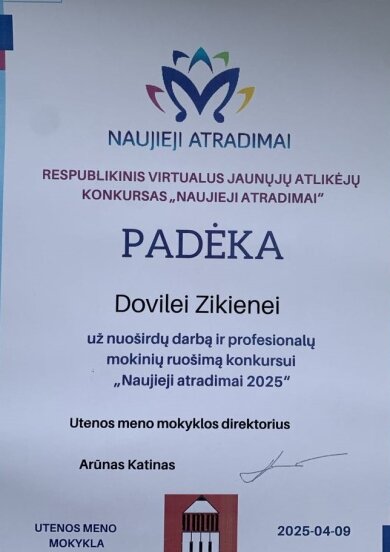 NAUJIEJI ATRADIMAI
RESPUBLIKINIS VIRTUALUS JAUNŲJŲ ATLIKĖJŲ
KONKURSAS „NAUJIEJI ATRADIMAI“
PADĖKA
Dovilei Zikienei
už nuoširdų darbą ir profesionalų
mokinių ruošimą konkursui
„Naujieji atradimai 2025“
Utenos meno mokyklos direktorius
Arūnas Katinas
UTENOS MENO
MOKYKLA
2025-04-09